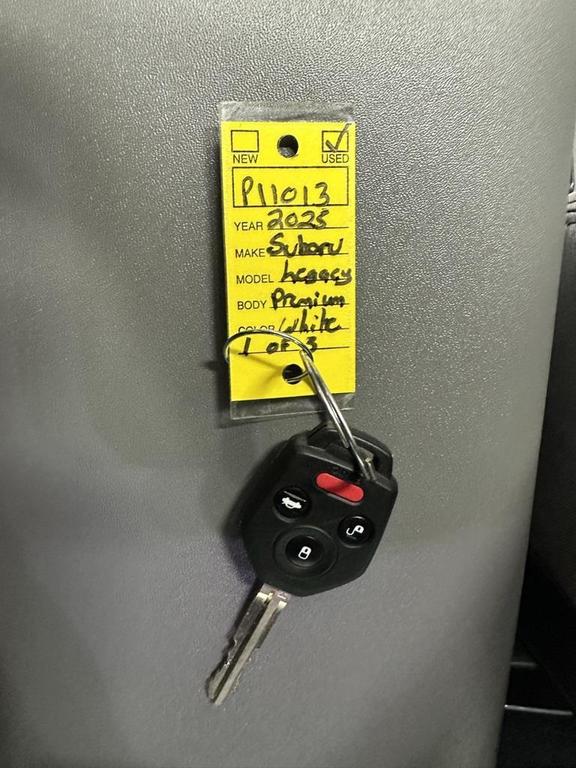 NEW USED
P11013
YEAR 2025
MAKE Subaru
MODEL Legacy
BODY Premium
COLOR White
1 OF 3